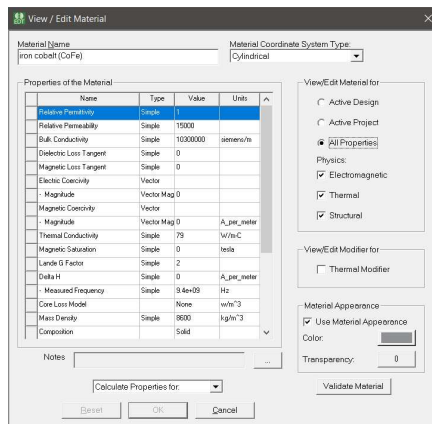 View / Edit Material
Material Name
Material Coordinate System Type:
iron cobalt (CoFe)
Cylindrical
Properties of the Material
Name Type Value Units
Relative Permittivity Simple 1
Relative Permeability Simple 15000
Bulk Conductivity Simple 10300000 siemens/m
Dielectric Loss Tangent Simple 0
Magnetic Loss Tangent Simple 0
Electric Coercivity Vector
- Magnitude Vector Mag 0
Magnetic Coercivity Vector
- Magnitude Vector Mag 0 A_per_meter
Thermal Conductivity Simple 79 W/m-C
Magnetic Saturation Simple 0 tesla
Lande G Factor Simple 2
Delta H Simple 0 A_per_meter
- Measured Frequency Simple 9.4e+09 Hz
Core Loss Model None w/m^3
Mass Density Simple 8600 kg/m^3
Composition Solid
View/Edit Material for
Active Design
Active Project
All Properties
Physics:
Electromagnetic
Thermal
Structural
View/Edit Modifier for
Thermal Modifier
Material Appearance
Use Material Appearance
Color:
Transparency: 0
Notes ...
Calculate Properties for:
Validate Material
Reset OK Cancel